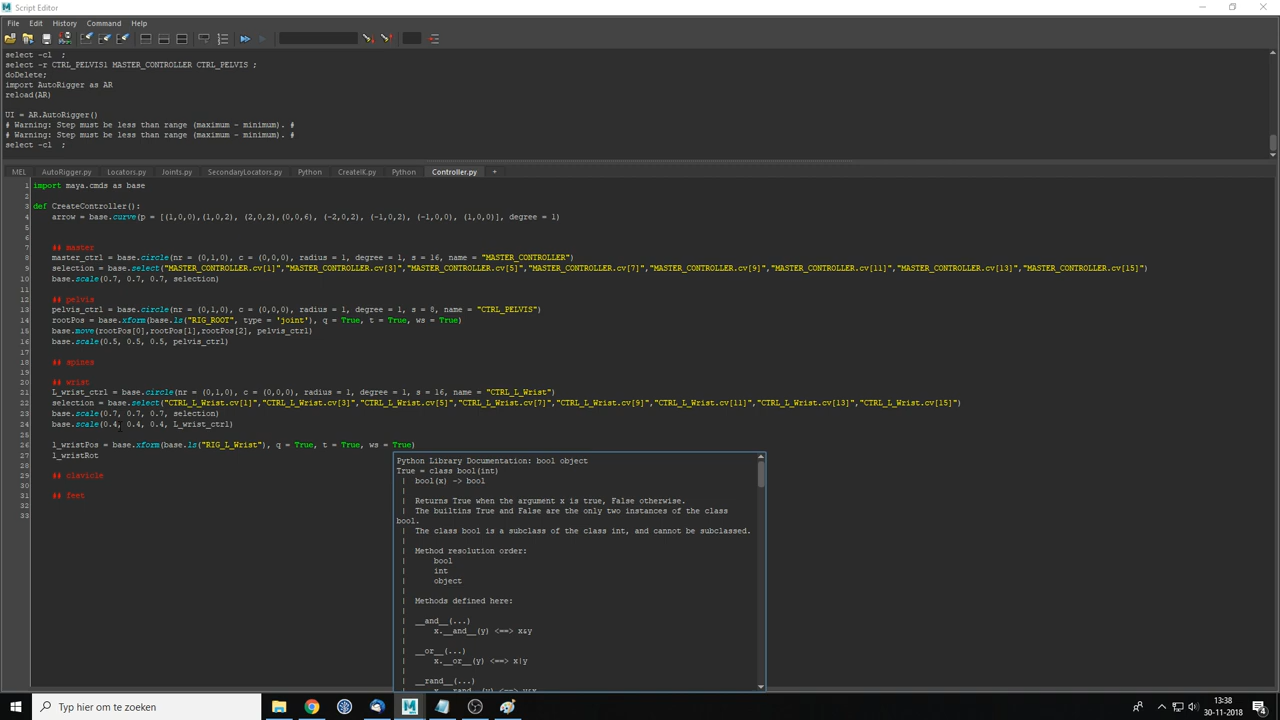 Script Editor
File Edit History Command Help
select -cl  ;
select -r CTRL_PELVIS1 MASTER_CONTROLLER CTRL_PELVIS ;
doDelete;
import AutoRigger as AR
reload(AR)
UI = AR.AutoRigger()
# Warning: Step must be less than range (maximum - minimum). #
# Warning: Step must be less than range (maximum - minimum). #
select -cl  ;
MEL AutoRigger.py Locators.py Joints.py SecondaryLocators.py Python CreateIK.py Python Controller.py +
1 import maya.cmds as base
2
3 def CreateController():
4 arrow = base.curve(p = [(1,0,0),(1,0,2), (2,0,2),(0,0,6), (-2,0,2), (-1,0,2), (-1,0,0), (1,0,0)], degree = 1)
5
6
7 ## master
8 master_ctrl = base.circle(nr = (0,1,0), c = (0,0,0), radius = 1, degree = 1, s = 16, name = "MASTER_CONTROLLER")
9 selection = base.select("MASTER_CONTROLLER.cv[1]","MASTER_CONTROLLER.cv[3]","MASTER_CONTROLLER.cv[5]","MASTER_CONTROLLER.cv[7]","MASTER_CONTROLLER.cv[9]","MASTER_CONTROLLER.cv[11]","MASTER_CONTROLLER.cv[13]","MASTER_CONTROLLER.cv[15]")
10 base.scale(0.7, 0.7, 0.7, selection)
11
12 ## pelvis
13 pelvis_ctrl = base.circle(nr = (0,1,0), c = (0,0,0), radius = 1, degree = 1, s = 8, name = "CTRL_PELVIS")
14 rootPos = base.xform(base.ls("RIG_ROOT", type = 'joint'), q = True, t = True, ws = True)
15 base.move(rootPos[0],rootPos[1],rootPos[2], pelvis_ctrl)
16 base.scale(0.5, 0.5, 0.5, pelvis_ctrl)
17
18 ## spines
19
20 ## wrist
21 L_wrist_ctrl = base.circle(nr = (0,1,0), c = (0,0,0), radius = 1, degree = 1, s = 16, name = "CTRL_L_Wrist")
22 selection = base.select("CTRL_L_Wrist.cv[1]","CTRL_L_Wrist.cv[3]","CTRL_L_Wrist.cv[5]","CTRL_L_Wrist.cv[7]","CTRL_L_Wrist.cv[9]","CTRL_L_Wrist.cv[11]","CTRL_L_Wrist.cv[13]","CTRL_L_Wrist.cv[15]")
23 base.scale(0.7, 0.7, 0.7, selection)
24 base.scale(0.4, 0.4, 0.4, L_wrist_ctrl)
25
26 l_wristPos = base.xform(base.ls("RIG_L_Wrist"), q = True, t = True, ws = True)
27 l_wristRot
28
29 ## claviole
30
31 ## feet
32
33
Python Library Documentation: bool object
True = class bool(int)
| bool(x) -> bool
|
| Returns True when the argument x is true, False otherwise.
| The builtins True and False are the only two instances of the class
bool.
| The class bool is a subclass of the class int, and cannot be subclassed.
|
| Method resolution order:
| bool
| int
| object
|
| Methods defined here:
|
| __and__(...)
| x.__and__(y) <==> x&y
|
| __or__(...)
| x.__or__(y) <==> x|y
|
| __rand__(...)
| x.__rand__(y) <==> y&x
Typ hier om te zoeken
13:38
30-11-2018
4